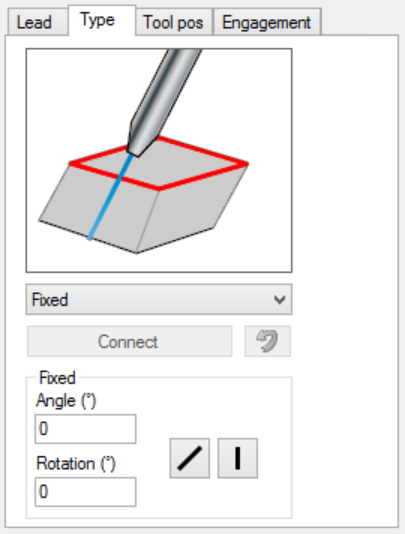 Lead Type Tool pos Engagement
Fixed
Connect
Fixed
Angle (°)
0
Rotation (°)
0